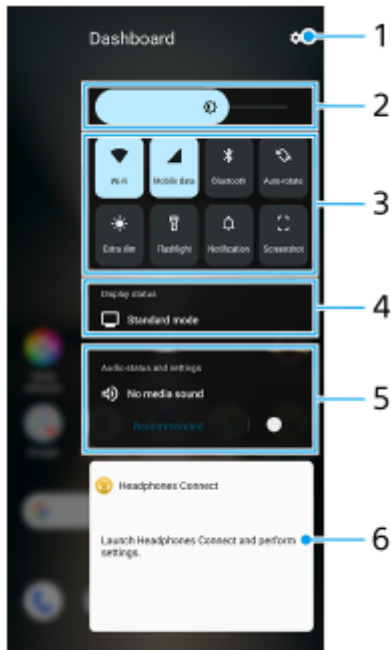 Dashboard
1
2
Wi-Fi
Mobile data
Bluetooth
Auto-rotate
3
Extra dim
Flashlight
Notification
Screenshot
Display status
Standard mode
4
Audio status and settings
No media sound
5
Recommended
Headphones Connect
Launch Headphones Connect and perform
settings.
6